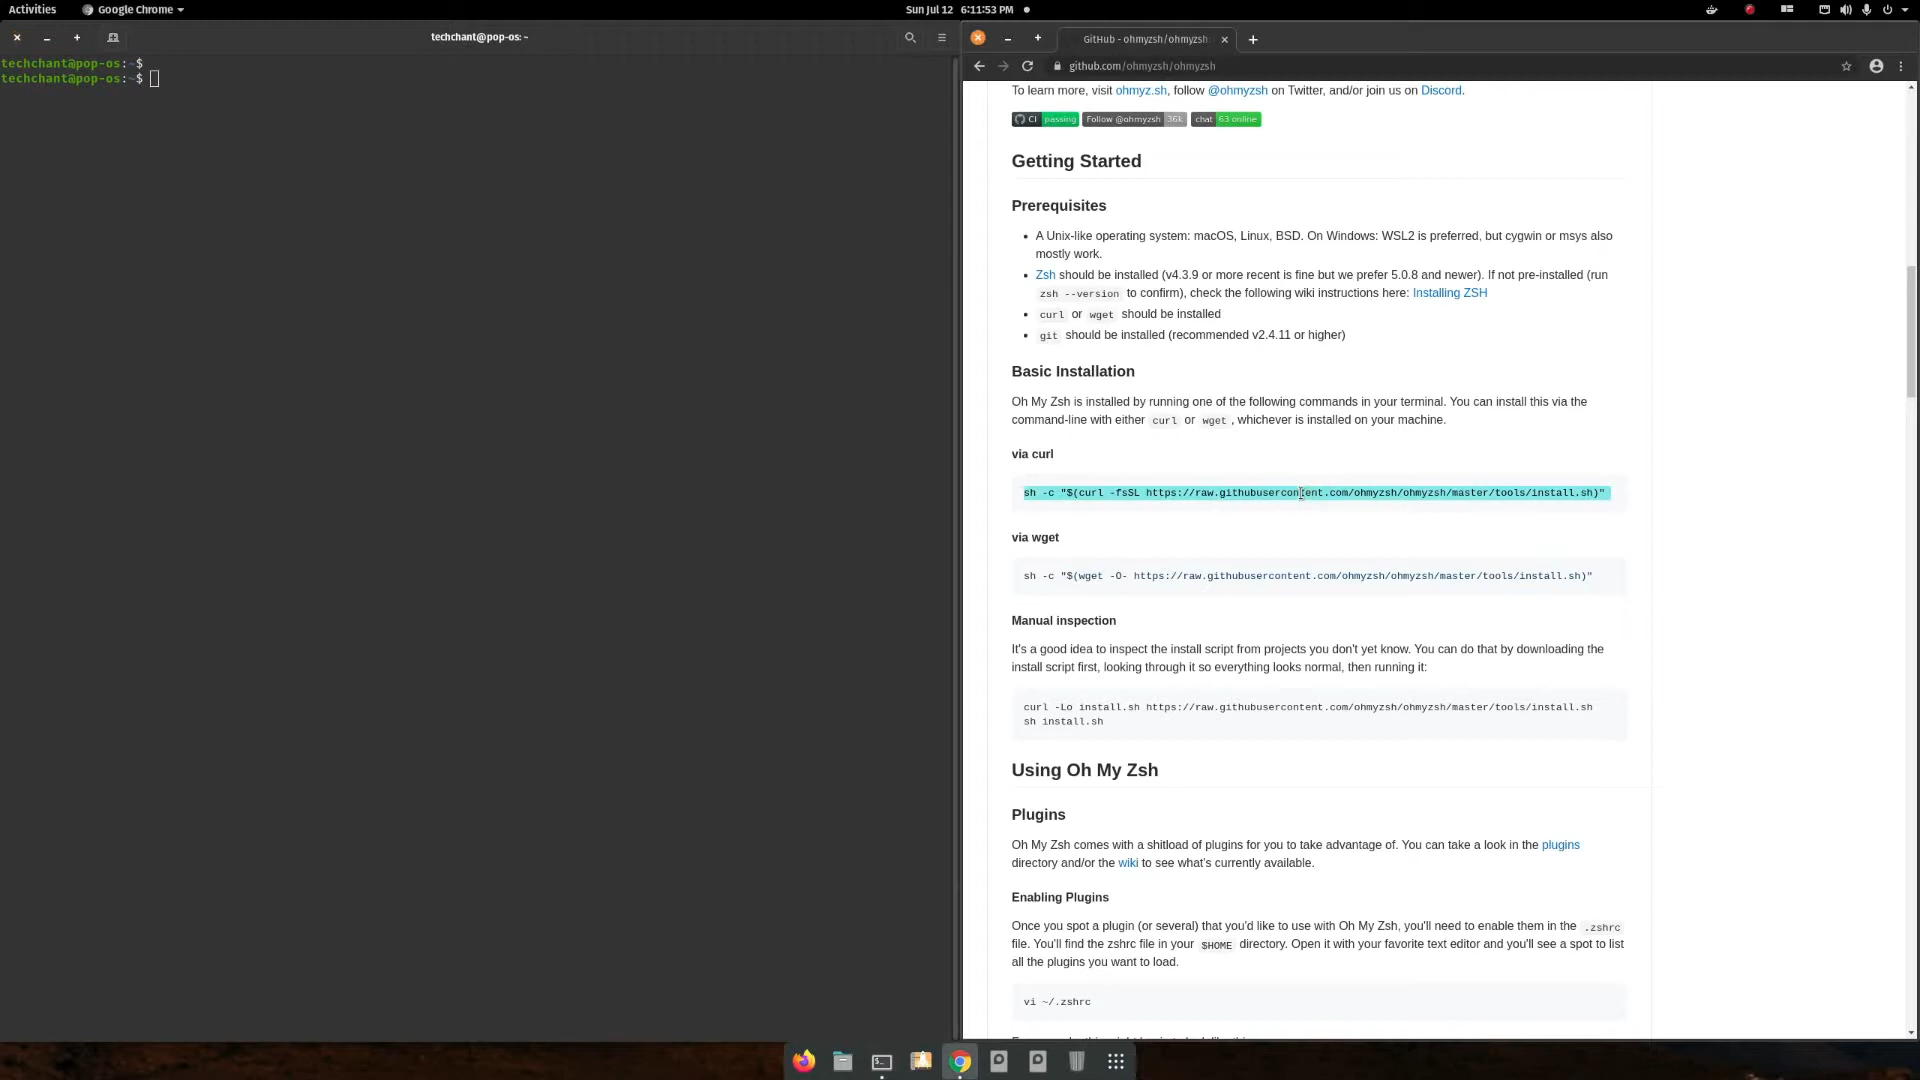 Activities
Google Chrome
Sun Jul 12 6:11:53 PM
techchant@pop-os: ~
techchant@pop-os:~$
techchant@pop-os:~$
GitHub - ohmyzsh/ohmyzsh
github.com/ohmyzsh/ohmyzsh
To learn more, visit ohmyz.sh, follow @ohmyzsh on Twitter, and/or join us on Discord.
CI passing Follow @ohmyzsh 36k chat 63 online
Getting Started
Prerequisites
A Unix-like operating system: macOS, Linux, BSD. On Windows: WSL2 is preferred, but cygwin or msys also
mostly work.
Zsh should be installed (v4.3.9 or more recent is fine but we prefer 5.0.8 and newer). If not pre-installed (run
zsh --version to confirm), check the following wiki instructions here: Installing ZSH
curl or wget should be installed
git should be installed (recommended v2.4.11 or higher)
Basic Installation
Oh My Zsh is installed by running one of the following commands in your terminal. You can install this via the
command-line with either curl or wget , whichever is installed on your machine.
via curl
sh -c "$(curl -fsSL https://raw.githubusercontent.com/ohmyzsh/ohmyzsh/master/tools/install.sh)"
via wget
sh -c "$(wget -O- https://raw.githubusercontent.com/ohmyzsh/ohmyzsh/master/tools/install.sh)"
Manual inspection
It's a good idea to inspect the install script from projects you don't yet know. You can do that by downloading the
install script first, looking through it so everything looks normal, then running it:
curl -Lo install.sh https://raw.githubusercontent.com/ohmyzsh/ohmyzsh/master/tools/install.sh
sh install.sh
Using Oh My Zsh
Plugins
Oh My Zsh comes with a shitload of plugins for you to take advantage of. You can take a look in the plugins
directory and/or the wiki to see what's currently available.
Enabling Plugins
Once you spot a plugin (or several) that you'd like to use with Oh My Zsh, you'll need to enable them in the .zshrc
file. You'll find the zshrc file in your $HOME directory. Open it with your favorite text editor and you'll see a spot to list
all the plugins you want to load.
vi ~/.zshrc